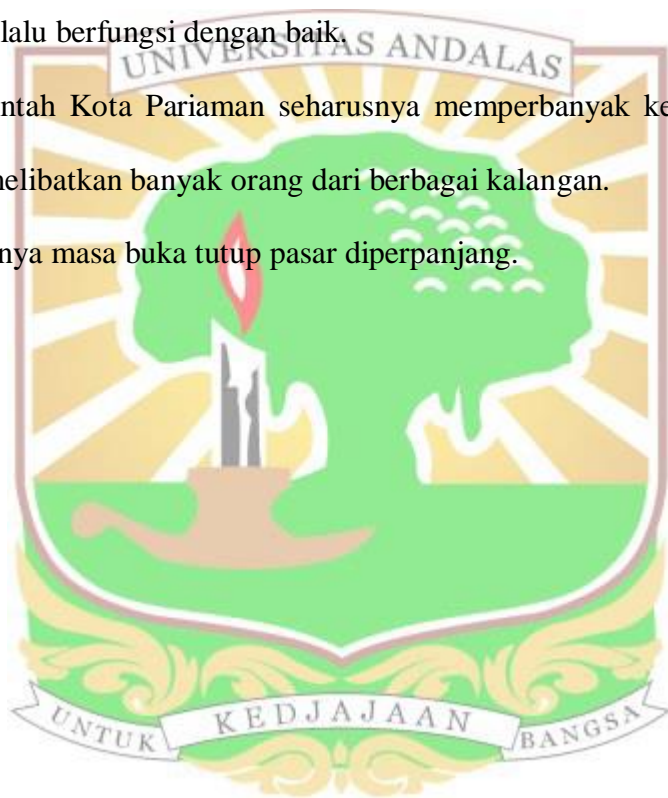 lalu berfungsi dengan baik.
UNIVERSITAS ANDALAS
ntah Kota Pariaman seharusnya memperbanyak ke
melibatkan banyak orang dari berbagai kalangan.
nya masa buka tutup pasar diperpanjang.
UNTUK KEDJAJAAN BANGSA